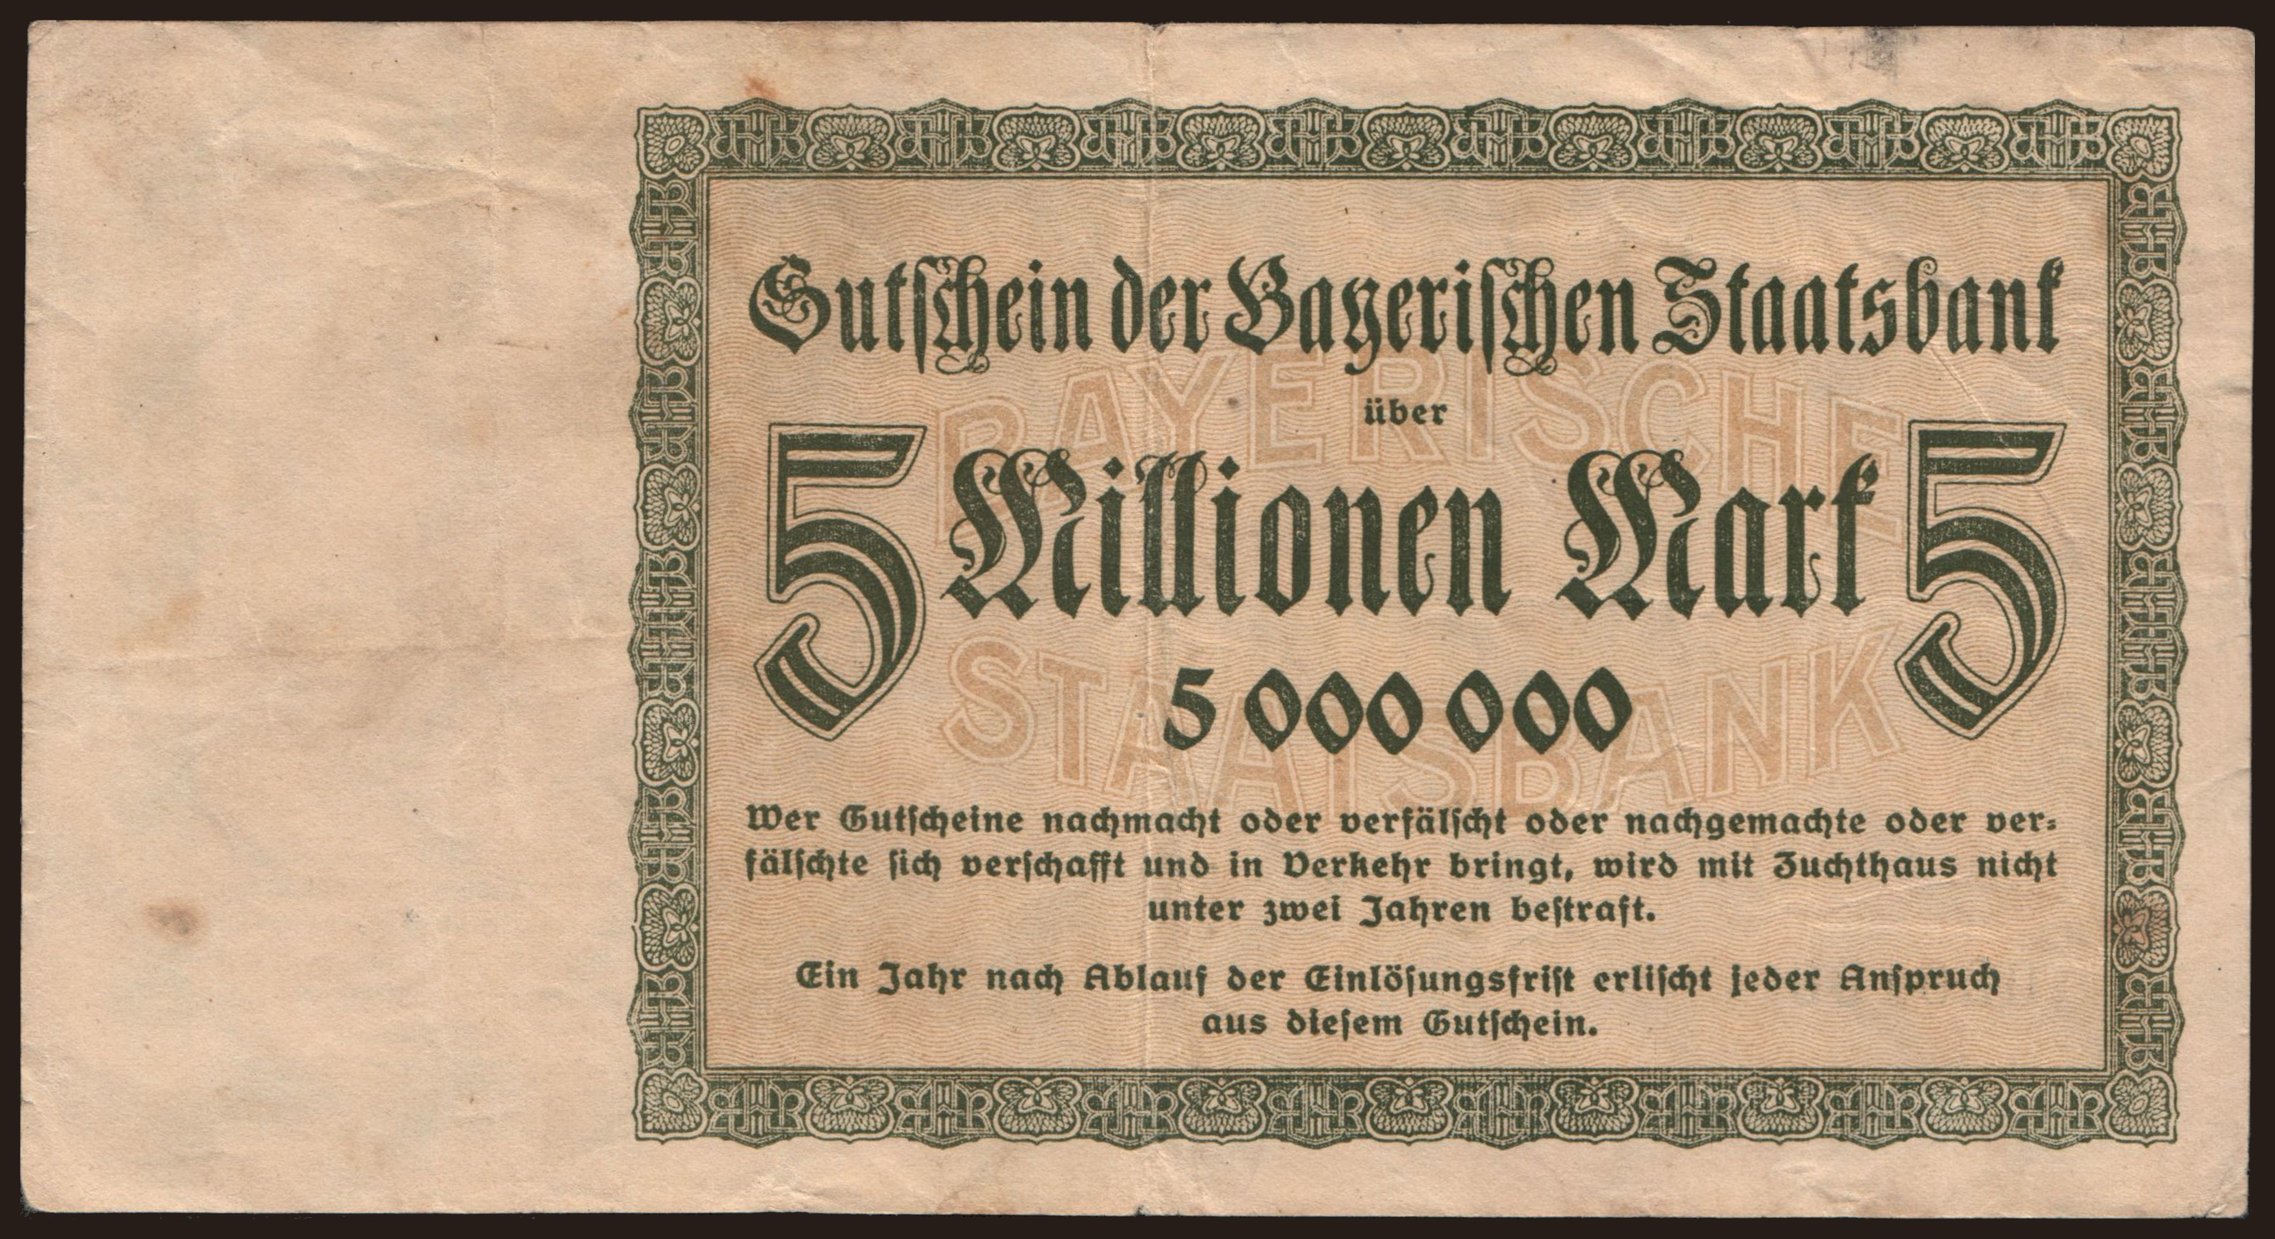 Gutschein der Bayerischen Staatsbank
über
5 Millionen Mark 5
5 000 000
BAYERISCHE
STAATSBANK
Wer Gutscheine nachmacht oder verfälscht oder nachgemachte oder ver-
fälschte sich verschafft und in Verkehr bringt, wird mit Zuchthaus nicht
unter zwei Jahren bestraft.
Ein Jahr nach Ablauf der Einlösungsfrist erlischt jeder Anspruch
aus diesem Gutschein.